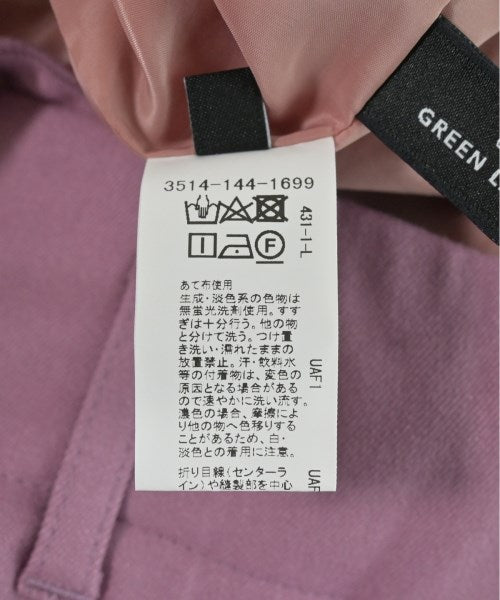 GREEN
3514-144-1699
431-1-L
F
あて布使用
生成・淡色系の色物は
無蛍光洗剤使用。すす
ぎは十分行う。他の物
と分けて洗う。つけ置
き洗い・濡れたままの
放置禁止。汗・飲料水
等の付着物は、変色の
原因となる場合がある
ので速やかに洗い流す。
濃色の場合、摩擦によ
り他の物へ色移りする
ことがあるため、白・
淡色との着用に注意。
UAF1
折り目線(センターラ
イン)や縫製部を中心